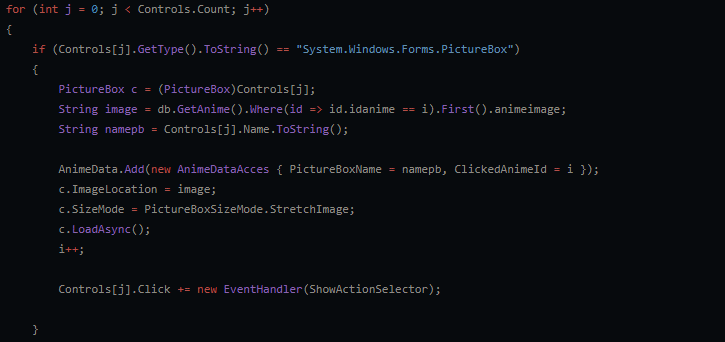 for (int j = 0; j < Controls.Count; j++)
{
    if (Controls[j].GetType().ToString() == "System.Windows.Forms.PictureBox")
    {
        PictureBox c = (PictureBox)Controls[j];
        String image = db.GetAnime().Where(id => id.idanime == i).First().animeimage;
        String namepb = Controls[j].Name.ToString();

        AnimeData.Add(new AnimeDataAcces { PictureBoxName = namepb, ClickedAnimeId = i });
        c.ImageLocation = image;
        c.SizeMode = PictureBoxSizeMode.StretchImage;
        c.LoadAsync();
        i++;

        Controls[j].Click += new EventHandler(ShowActionSelector);

    }